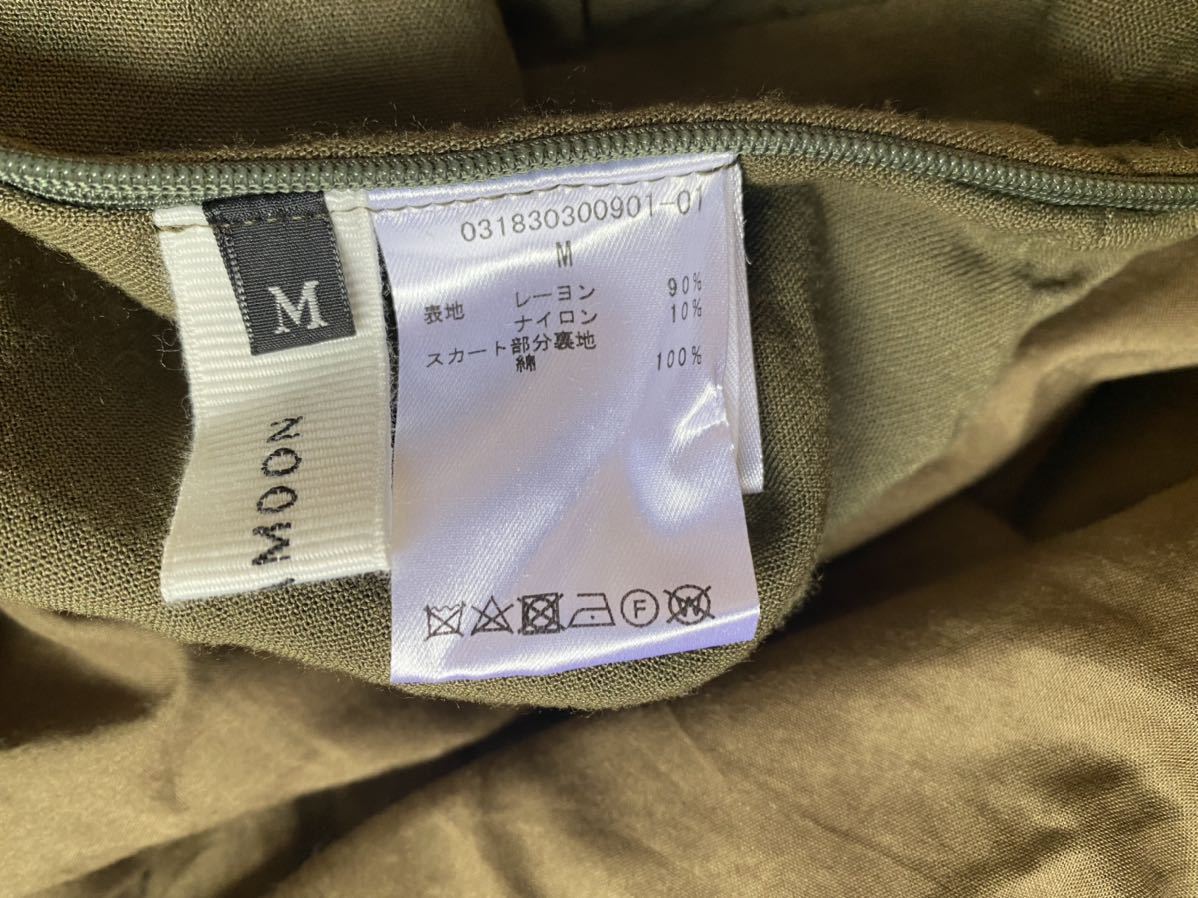 M
MOON
031830300901-01
M
表地 レーヨン 90%
ナイロン 10%
スカート部分裏地
綿 100%
F
W